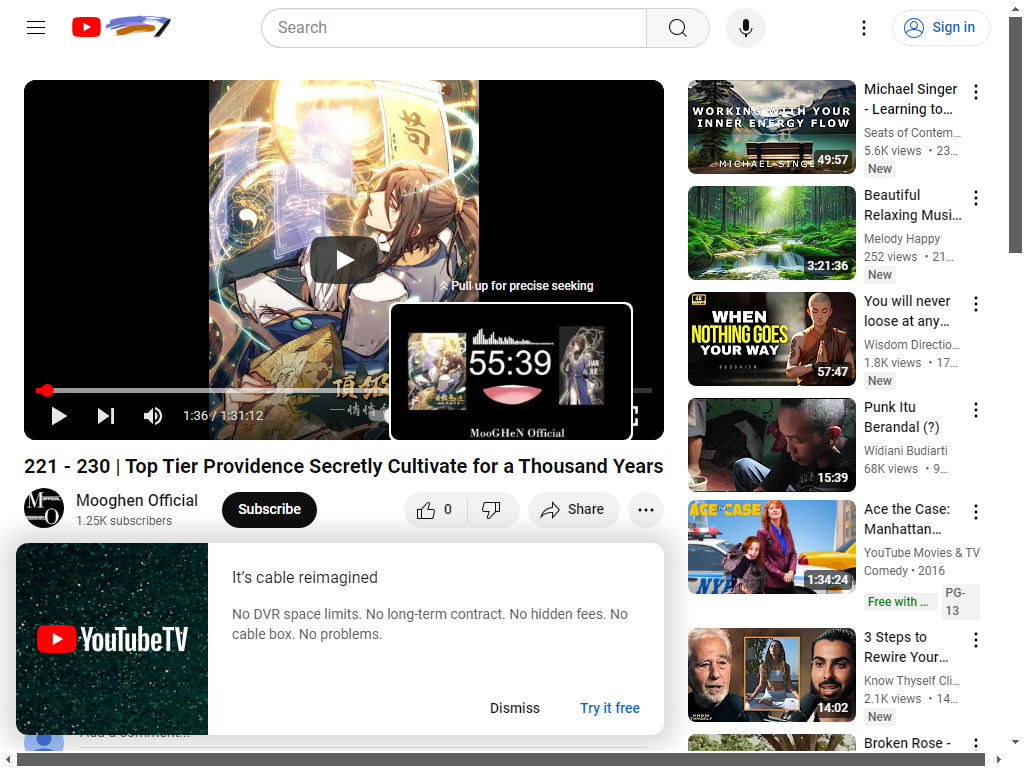 Search
Sign in
苟
Pull up for precise seeking
55:39
MooGHeN Official
1:36 / 1:31:12
221 - 230 | Top Tier Providence Secretly Cultivate for a Thousand Years
Mooghen Official
1.25K subscribers
Subscribe
0
Share
It's cable reimagined
No DVR space limits. No long-term contract. No hidden fees. No
cable box. No problems.
YouTubeTV
Dismiss
Try it free
Add a comment...
WORKING WITH YOUR
INNER ENERGY FLOW
MICHAEL SINGER
49:57
Michael Singer
- Learning to…
Seats of Contem…
5.6K views • 23…
New
3:21:36
Beautiful
Relaxing Musi…
Melody Happy
252 views • 21…
New
4K
WHEN
NOTHING GOES
YOUR WAY
BUDDHISM
57:47
You will never
loose at any…
Wisdom Directio…
1.8K views • 17…
New
15:39
Punk Itu
Berandal (?)
Widiani Budiarti
68K views • 9…
ACE THE CASE
1:34:24
Ace the Case:
Manhattan…
YouTube Movies & TV
Comedy • 2016
Free with …
PG-
13
KNOW
THYSELF
14:02
3 Steps to
Rewire Your…
Know Thyself Cli…
2.1K views • 14…
New
Broken Rose -